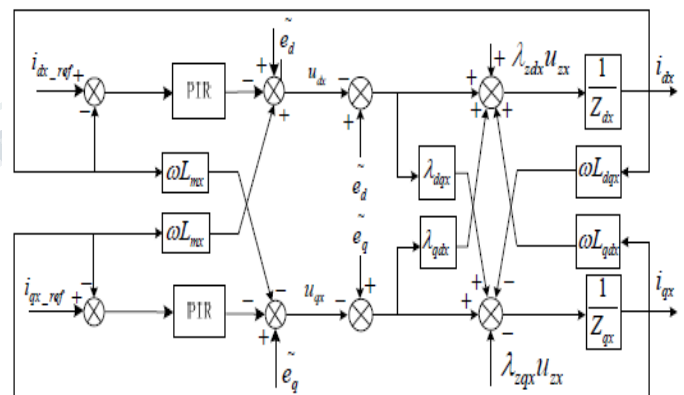 ẽ_d
λ_zdx u_zx
i_dx_ref + PIR − + u_dx − + + 1/Z_dx i_dx
− + + + +
ωL_mx ẽ_d λ_dqx ωL_dqx
ωL_mx ẽ_q λ_qdx ωL_qdx
i_qx_ref − + PIR − − u_qx − + + + − 1/Z_qx i_qx
+ −
ẽ_q λ_zqx u_zx